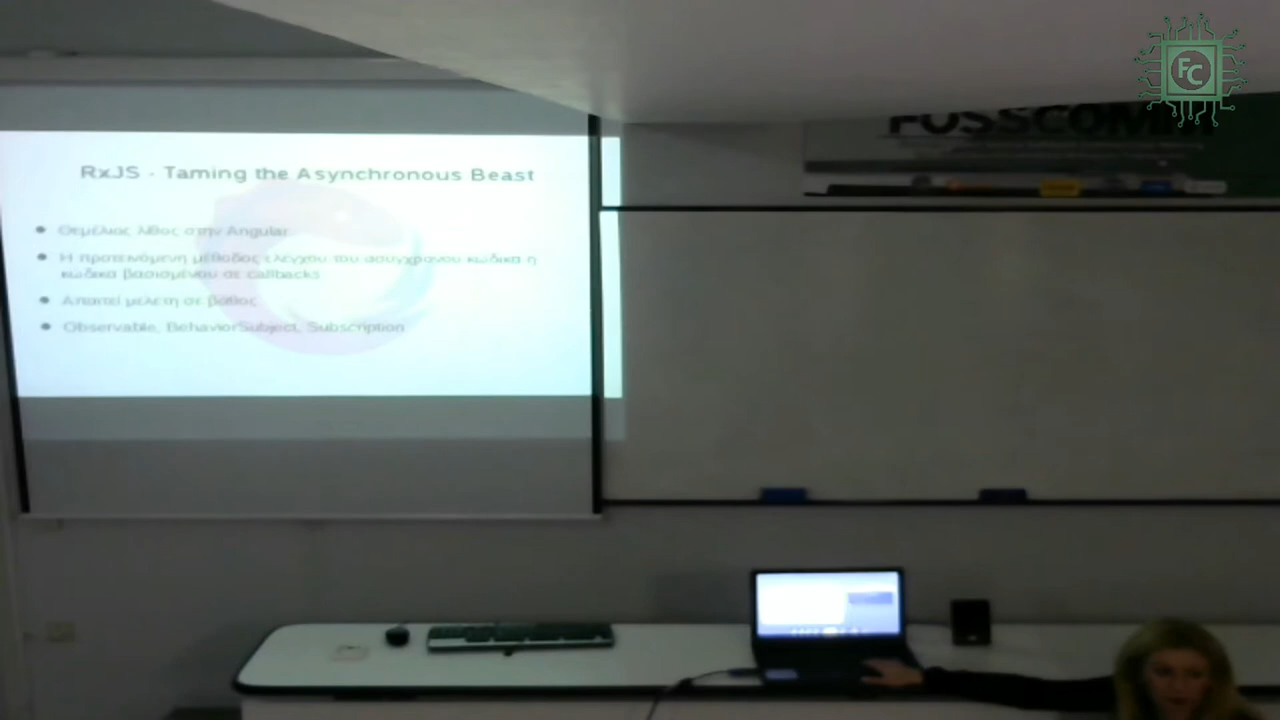 FC
FOSSCOMM
RxJS - Taming the Asynchronous Beast
Θεμέλιος λίθος στην Angular
Η προτεινόμενη μέθοδος ελέγχου του ασύγχρονου κώδικα ή
κώδικα βασισμένου σε callbacks
Απαιτεί μελέτη σε βάθος
Observable, BehaviorSubject, Subscription